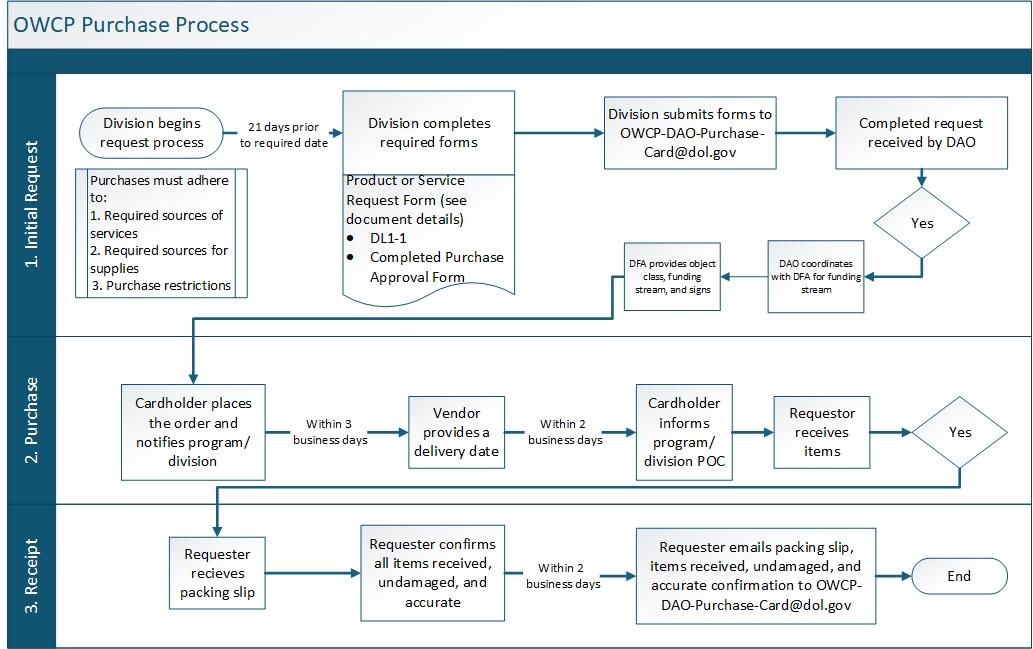 OWCP Purchase Process
1. Initial Request
Division begins
request process
21 days prior
to required date
Division completes
required forms
Product or Service
Request Form (see
document details)
• DL1-1
• Completed Purchase
Approval Form
Division submits forms to
OWCP-DAO-Purchase-
Card@dol.gov
Completed request
received by DAO
Purchases must adhere
to:
1. Required sources of
services
2. Required sources for
supplies
3. Purchase restrictions
Yes
DAO coordinates
with DFA for funding
stream
DFA provides object
class, funding
stream, and signs
2. Purchase
Cardholder places
the order and
notifies program/
division
Within 3
business days
Vendor
provides a
delivery date
Within 2
business days
Cardholder
informs
program/
division POC
Requestor
receives
items
Yes
3. Receipt
Requester
recieves
packing slip
Requester confirms
all items received,
undamaged, and
accurate
Within 2
business days
Requester emails packing slip,
items received, undamaged, and
accurate confirmation to OWCP-
DAO-Purchase-Card@dol.gov
End